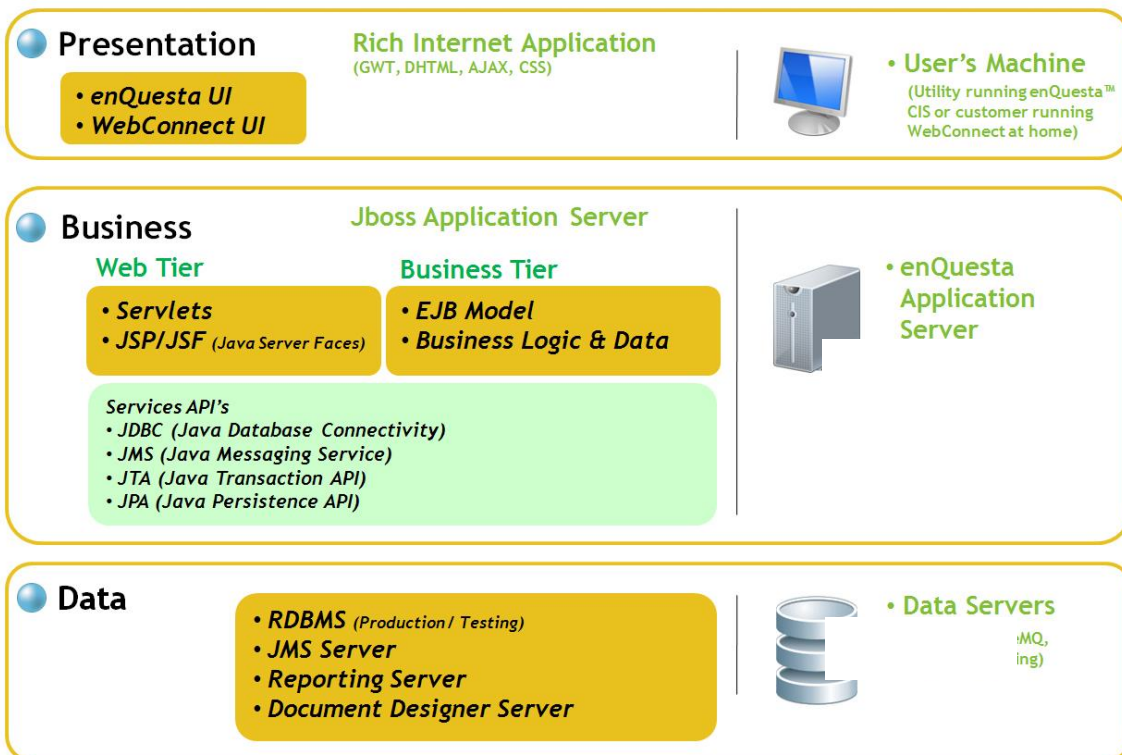 Presentation
• enQuesta UI
• WebConnect UI
Rich Internet Application
(GWT, DHTML, AJAX, CSS)
• User's Machine
(Utility running enQuesta™
CIS or customer running
WebConnect at home)
Business
Jboss Application Server
Web Tier
• Servlets
• JSP/JSF (Java Server Faces)
Business Tier
• EJB Model
• Business Logic & Data
Services API's
• JDBC (Java Database Connectivity)
• JMS (Java Messaging Service)
• JTA (Java Transaction API)
• JPA (Java Persistence API)
• enQuesta
Application
Server
Data
• RDBMS (Production/ Testing)
• JMS Server
• Reporting Server
• Document Designer Server
• Data Servers